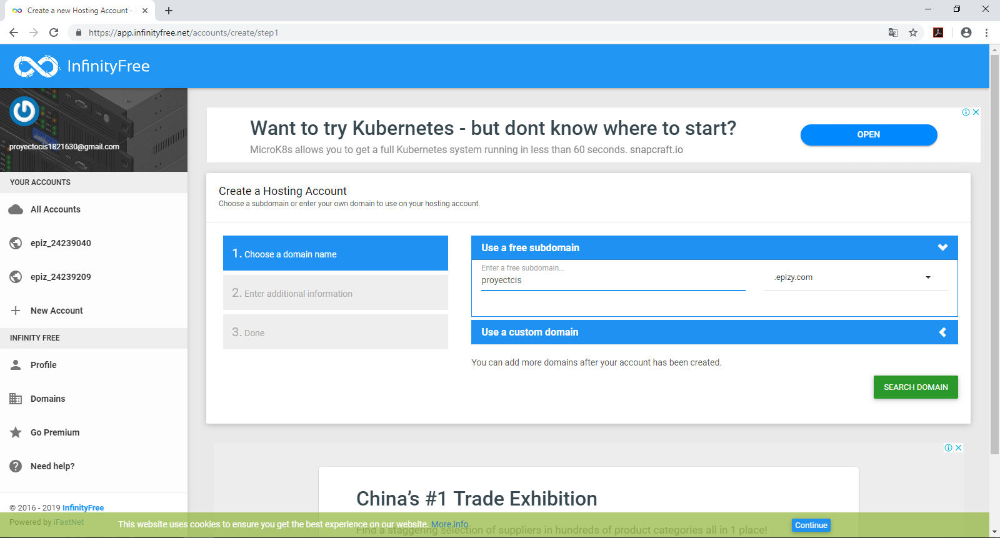 Create a new Hosting Account -
https://app.infinityfree.net/accounts/create/step1
InfinityFree
proyectocis1821630@gmail.com
YOUR ACCOUNTS
All Accounts
epiz_24239040
epiz_24239209
New Account
INFINITY FREE
Profile
Domains
Go Premium
Need help?
© 2016 - 2019 InfinityFree
Powered by iFastNet
Want to try Kubernetes - but dont know where to start?
MicroK8s allows you to get a full Kubernetes system running in less than 60 seconds. snapcraft.io
OPEN
Create a Hosting Account
Choose a subdomain or enter your own domain to use on your hosting account.
1. Choose a domain name
2. Enter additional information
3. Done
Use a free subdomain
Enter a free subdomain...
proyectcis
.epizy.com
Use a custom domain
You can add more domains after your account has been created.
SEARCH DOMAIN
China's #1 Trade Exhibition
Find a staggering selection of suppliers in hundreds of product categories all in 1 place!
This website uses cookies to ensure you get the best experience on our website. More info
Continue